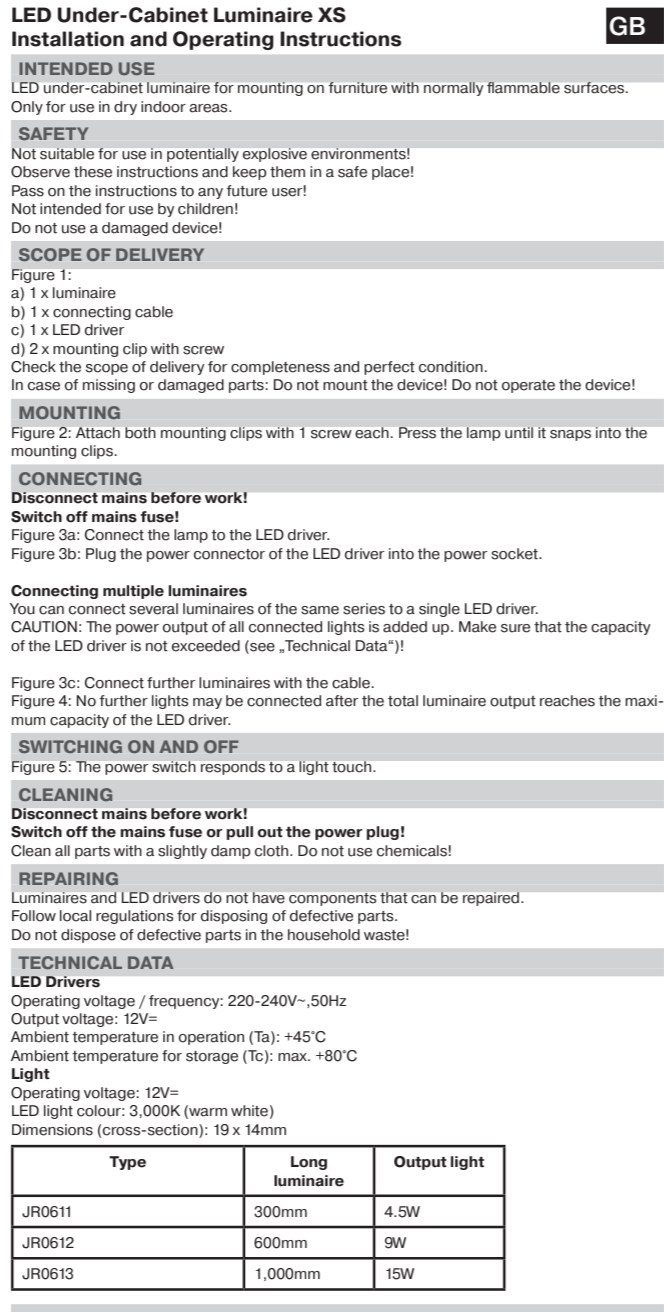 LED Under-Cabinet Luminaire XS
Installation and Operating Instructions
GB
INTENDED USE
LED under-cabinet luminaire for mounting on furniture with normally flammable surfaces.
Only for use in dry indoor areas.
SAFETY
Not suitable for use in potentially explosive environments!
Observe these instructions and keep them in a safe place!
Pass on the instructions to any future user!
Not intended for use by children!
Do not use a damaged device!
SCOPE OF DELIVERY
Figure 1:
a) 1 x luminaire
b) 1 x connecting cable
c) 1 x LED driver
d) 2 x mounting clip with screw
Check the scope of delivery for completeness and perfect condition.
In case of missing or damaged parts: Do not mount the device! Do not operate the device!
MOUNTING
Figure 2: Attach both mounting clips with 1 screw each. Press the lamp until it snaps into the
mounting clips.
CONNECTING
Disconnect mains before work!
Switch off mains fuse!
Figure 3a: Connect the lamp to the LED driver.
Figure 3b: Plug the power connector of the LED driver into the power socket.
Connecting multiple luminaires
You can connect several luminaires of the same series to a single LED driver.
CAUTION: The power output of all connected lights is added up. Make sure that the capacity
of the LED driver is not exceeded (see „Technical Data“)!
Figure 3c: Connect further luminaires with the cable.
Figure 4: No further lights may be connected after the total luminaire output reaches the maxi-
mum capacity of the LED driver.
SWITCHING ON AND OFF
Figure 5: The power switch responds to a light touch.
CLEANING
Disconnect mains before work!
Switch off the mains fuse or pull out the power plug!
Clean all parts with a slightly damp cloth. Do not use chemicals!
REPAIRING
Luminaires and LED drivers do not have components that can be repaired.
Follow local regulations for disposing of defective parts.
Do not dispose of defective parts in the household waste!
TECHNICAL DATA
LED Drivers
Operating voltage / frequency: 220-240V~,50Hz
Output voltage: 12V=
Ambient temperature in operation (Ta): +45°C
Ambient temperature for storage (Tc): max. +80°C
Light
Operating voltage: 12V=
LED light colour: 3,000K (warm white)
Dimensions (cross-section): 19 x 14mm
Type Long luminaire Output light
JR0611 300mm 4.5W
JR0612 600mm 9W
JR0613 1,000mm 15W